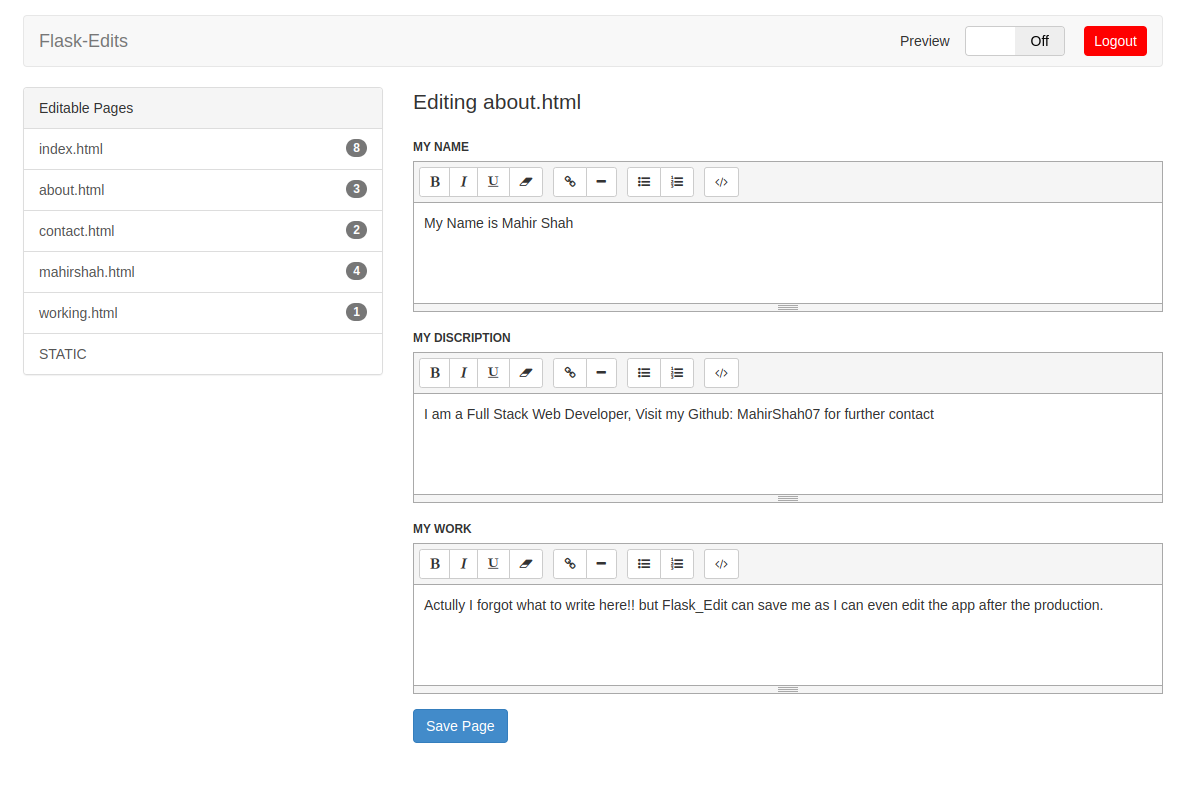 Flask-Edits
Preview
Off
Logout
Editable Pages
index.html 8
about.html 3
contact.html 2
mahirshah.html 4
working.html 1
STATIC
Editing about.html
MY NAME
B I U
My Name is Mahir Shah
MY DISCRIPTION
B I U
I am a Full Stack Web Developer, Visit my Github: MahirShah07 for further contact
MY WORK
B I U
Actully I forgot what to write here!! but Flask_Edit can save me as I can even edit the app after the production.
Save Page